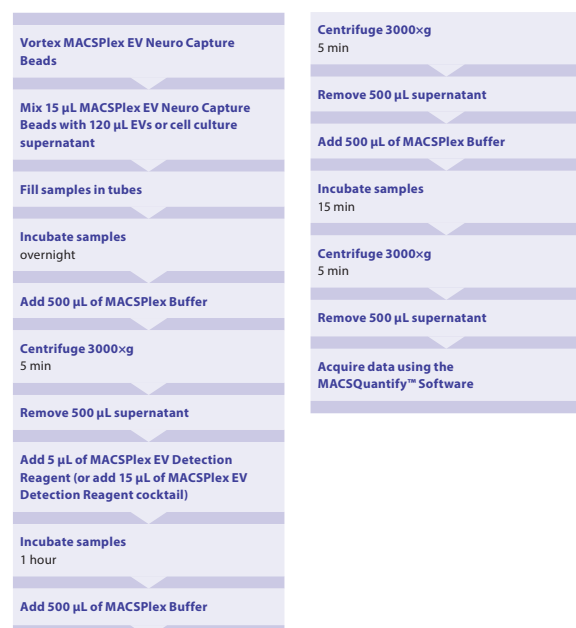 Vortex MACSPlex EV Neuro Capture
Beads
Mix 15 µL MACSPlex EV Neuro Capture
Beads with 120 µL EVs or cell culture
supernatant
Fill samples in tubes
Incubate samples
overnight
Add 500 µL of MACSPlex Buffer
Centrifuge 3000×g
5 min
Remove 500 µL supernatant
Add 5 µL of MACSPlex EV Detection
Reagent (or add 15 µL of MACSPlex EV
Detection Reagent cocktail)
Incubate samples
1 hour
Add 500 µL of MACSPlex Buffer
Centrifuge 3000×g
5 min
Remove 500 µL supernatant
Add 500 µL of MACSPlex Buffer
Incubate samples
15 min
Centrifuge 3000×g
5 min
Remove 500 µL supernatant
Acquire data using the
MACSQuantify™ Software